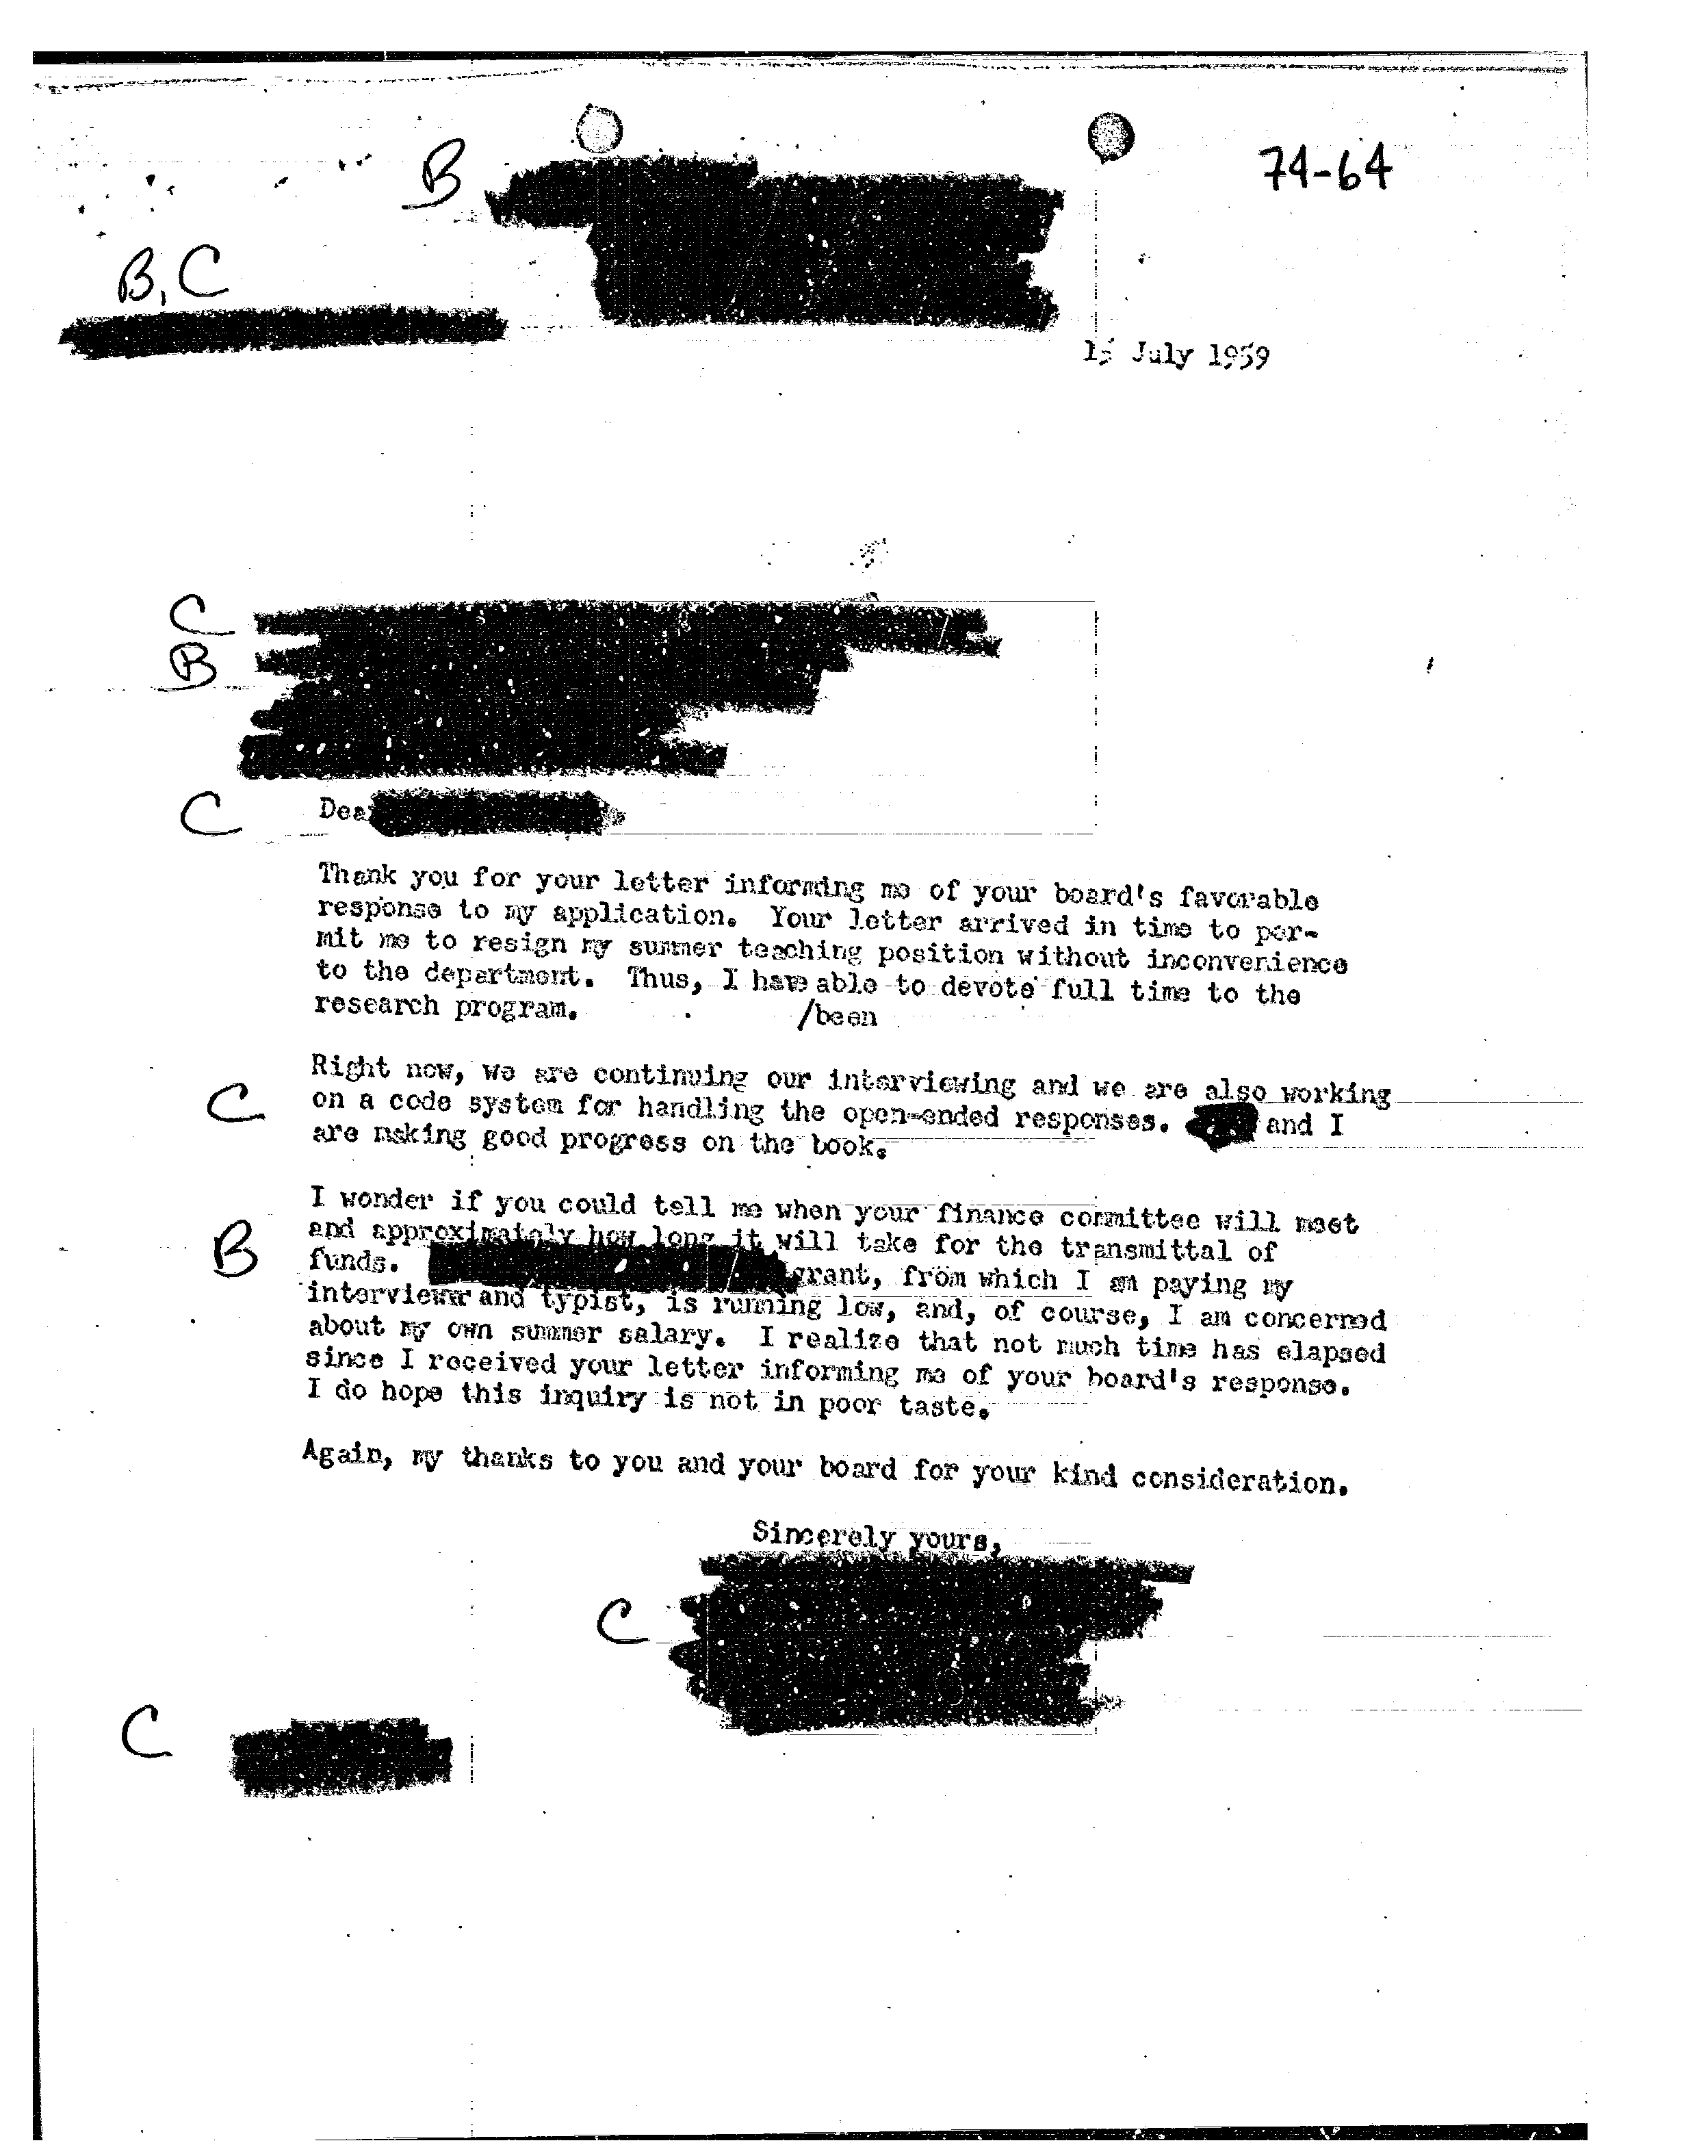 B
74-64
B, C
15 July 1959
C
B
C
Dear
Thank you for your letter informing me of your board's favorable
response to my application. Your letter arrived in time to per-
mit me to resign my summer teaching position without inconvenience
to the department. Thus, I have able to devote full time to the
research program. /been
Right now, we are continuing our interviewing and we are also working
C
on a code system for handling the open-ended responses. and I
are making good progress on the book.
I wonder if you could tell me when your finance committee will meet
and approximately how long it will take for the transmittal of
B
funds. grant, from which I am paying my
interviewer and typist, is running low, and, of course, I am concerned
about my own summer salary. I realize that not much time has elapsed
since I received your letter informing me of your board's response.
I do hope this inquiry is not in poor taste.
Again, my thanks to you and your board for your kind consideration.
Sincerely yours,
C
C